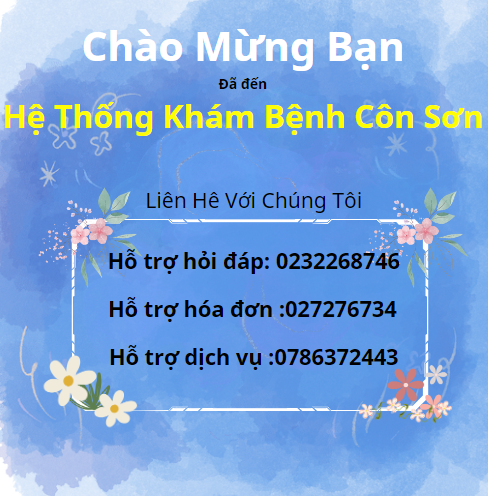 Chào Mừng Bạn
Đã đến
Hệ Thống Khám Bệnh Côn Sơn
Liên Hê Với Chúng Tôi
Hỗ trợ hỏi đáp: 0232268746
Hỗ trợ hóa đơn :027276734
Hỗ trợ dịch vụ :0786372443